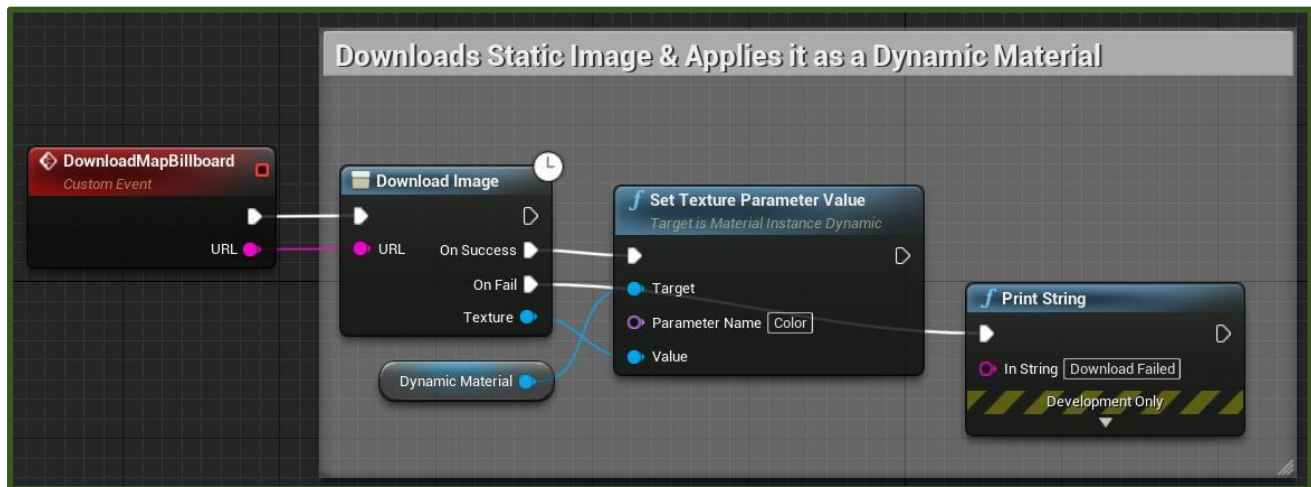 Downloads Static Image & Applies it as a Dynamic Material
DownloadMapBillboard
Custom Event
URL
Download Image
URL
On Success
On Fail
Texture
Dynamic Material
Set Texture Parameter Value
Target is Material Instance Dynamic
Target
Parameter Name Color
Value
Print String
In String Download Failed
Development Only